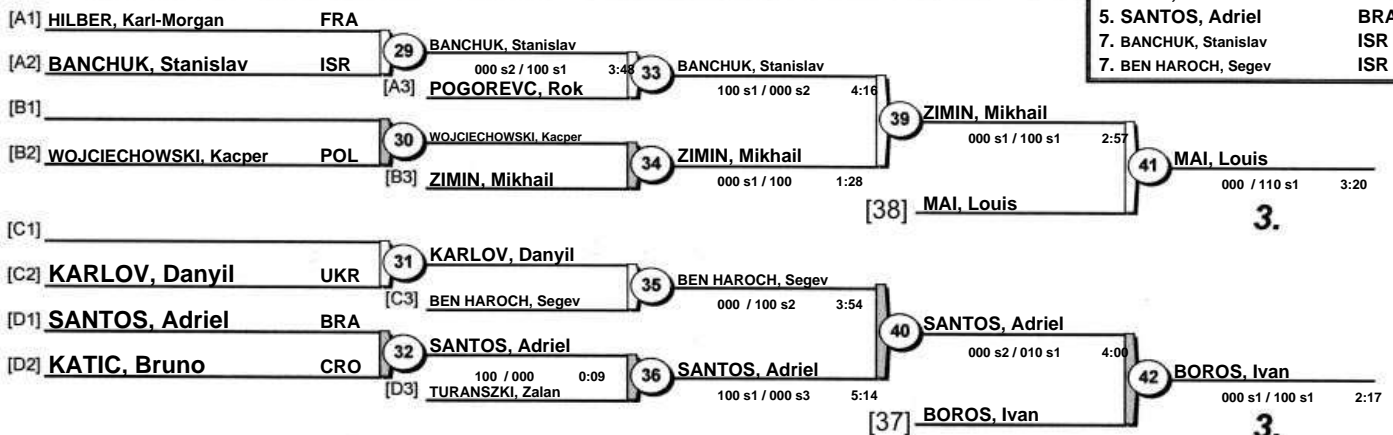 [A1] HILBER, Karl-Morgan FRA
[A2] BANCHUK, Stanislav ISR
29
BANCHUK, Stanislav
000 s2 / 100 s1 3:48
[A3] POGOREVC, Rok
33
BANCHUK, Stanislav
100 s1 / 000 s2 4:16
[B1]
[B2] WOJCIECHOWSKI, Kacper POL
30
WOJCIECHOWSKI, Kacper
[B3] ZIMIN, Mikhail
34
ZIMIN, Mikhail
000 s1 / 100 1:28
39
ZIMIN, Mikhail
000 s1 / 100 s1 2:57
[38] MAI, Louis
41
MAI, Louis
000 / 110 s1 3:20
3.
[C1]
[C2] KARLOV, Danyil UKR
31
KARLOV, Danyil
[C3] BEN HAROCH, Segev
35
BEN HAROCH, Segev
000 / 100 s2 3:54
[D1] SANTOS, Adriel BRA
[D2] KATIC, Bruno CRO
32
SANTOS, Adriel
100 / 000 0:09
[D3] TURANSZKI, Zalan
36
SANTOS, Adriel
100 s1 / 000 s3 5:14
40
SANTOS, Adriel
000 s2 / 010 s1 4:00
[37] BOROS, Ivan
42
BOROS, Ivan
000 s1 / 100 s1 2:17
3.
5. SANTOS, Adriel BRA
7. BANCHUK, Stanislav ISR
7. BEN HAROCH, Segev ISR